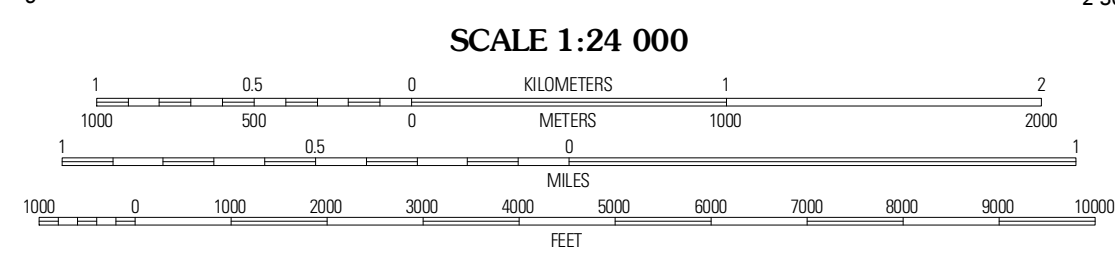 SCALE 1:24 000
1 0.5 0 KILOMETERS 1 2
1000 500 0 METERS 1000 2000
1 0.5 0 1
MILES
1000 0 1000 2000 3000 4000 5000 6000 7000 8000 9000 10000
FEET